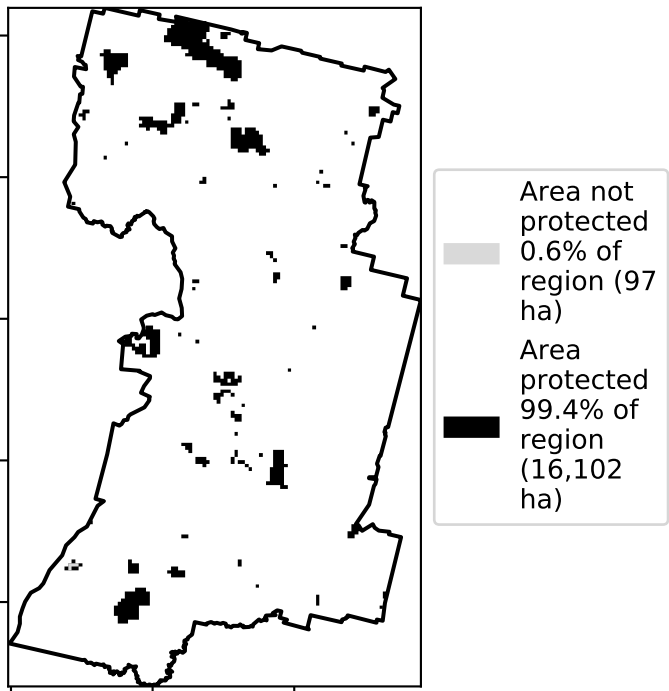 Area not
protected
0.6% of
region (97
ha)
Area
protected
99.4% of
region
(16,102
ha)